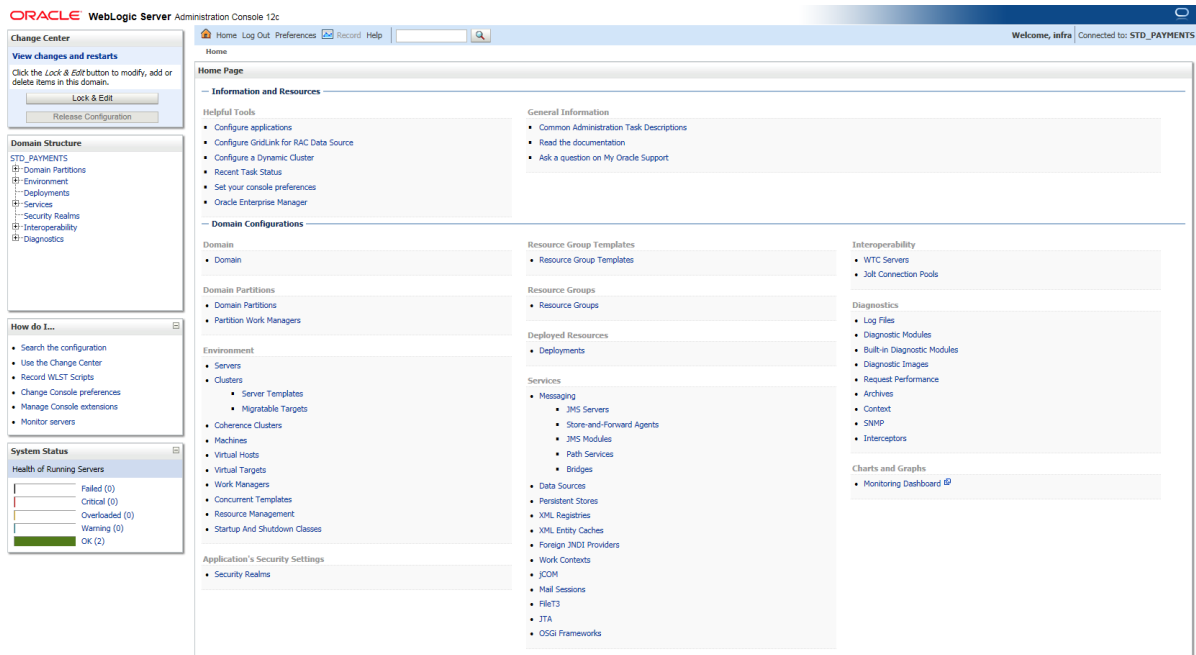 ORACLE WebLogic Server Administration Console 12c
Change Center
View changes and restarts
Click the Lock & Edit button to modify, add or
delete items in this domain.
Lock & Edit
Release Configuration
Domain Structure
STD_PAYMENTS
Domain Partitions
Environment
Deployments
Services
Security Realms
Interoperability
Diagnostics
How do I...
Search the configuration
Use the Change Center
Record WLST Scripts
Change Console preferences
Manage Console extensions
Monitor servers
System Status
Health of Running Servers
Failed (0)
Critical (0)
Overloaded (0)
Warning (0)
OK (2)
Home Log Out Preferences Record Help
Welcome, infra Connected to: STD_PAYMENTS
Home
Home Page
Information and Resources
Helpful Tools
Configure applications
Configure GridLink for RAC Data Source
Configure a Dynamic Cluster
Recent Task Status
Set your console preferences
Oracle Enterprise Manager
General Information
Common Administration Task Descriptions
Read the documentation
Ask a question on My Oracle Support
Domain Configurations
Domain
Domain
Domain Partitions
Domain Partitions
Partition Work Managers
Environment
Servers
Clusters
Server Templates
Migratable Targets
Coherence Clusters
Machines
Virtual Hosts
Virtual Targets
Work Managers
Concurrent Templates
Resource Management
Startup And Shutdown Classes
Application's Security Settings
Security Realms
Resource Group Templates
Resource Group Templates
Resource Groups
Resource Groups
Deployed Resources
Deployments
Services
Messaging
JMS Servers
Store-and-Forward Agents
JMS Modules
Path Services
Bridges
Data Sources
Persistent Stores
XML Registries
XML Entity Caches
Foreign JNDI Providers
Work Contexts
jCOM
Mail Sessions
FileT3
JTA
OSGi Frameworks
Interoperability
WTC Servers
Jolt Connection Pools
Diagnostics
Log Files
Diagnostic Modules
Built-in Diagnostic Modules
Diagnostic Images
Request Performance
Archives
Context
SNMP
Interceptors
Charts and Graphs
Monitoring Dashboard